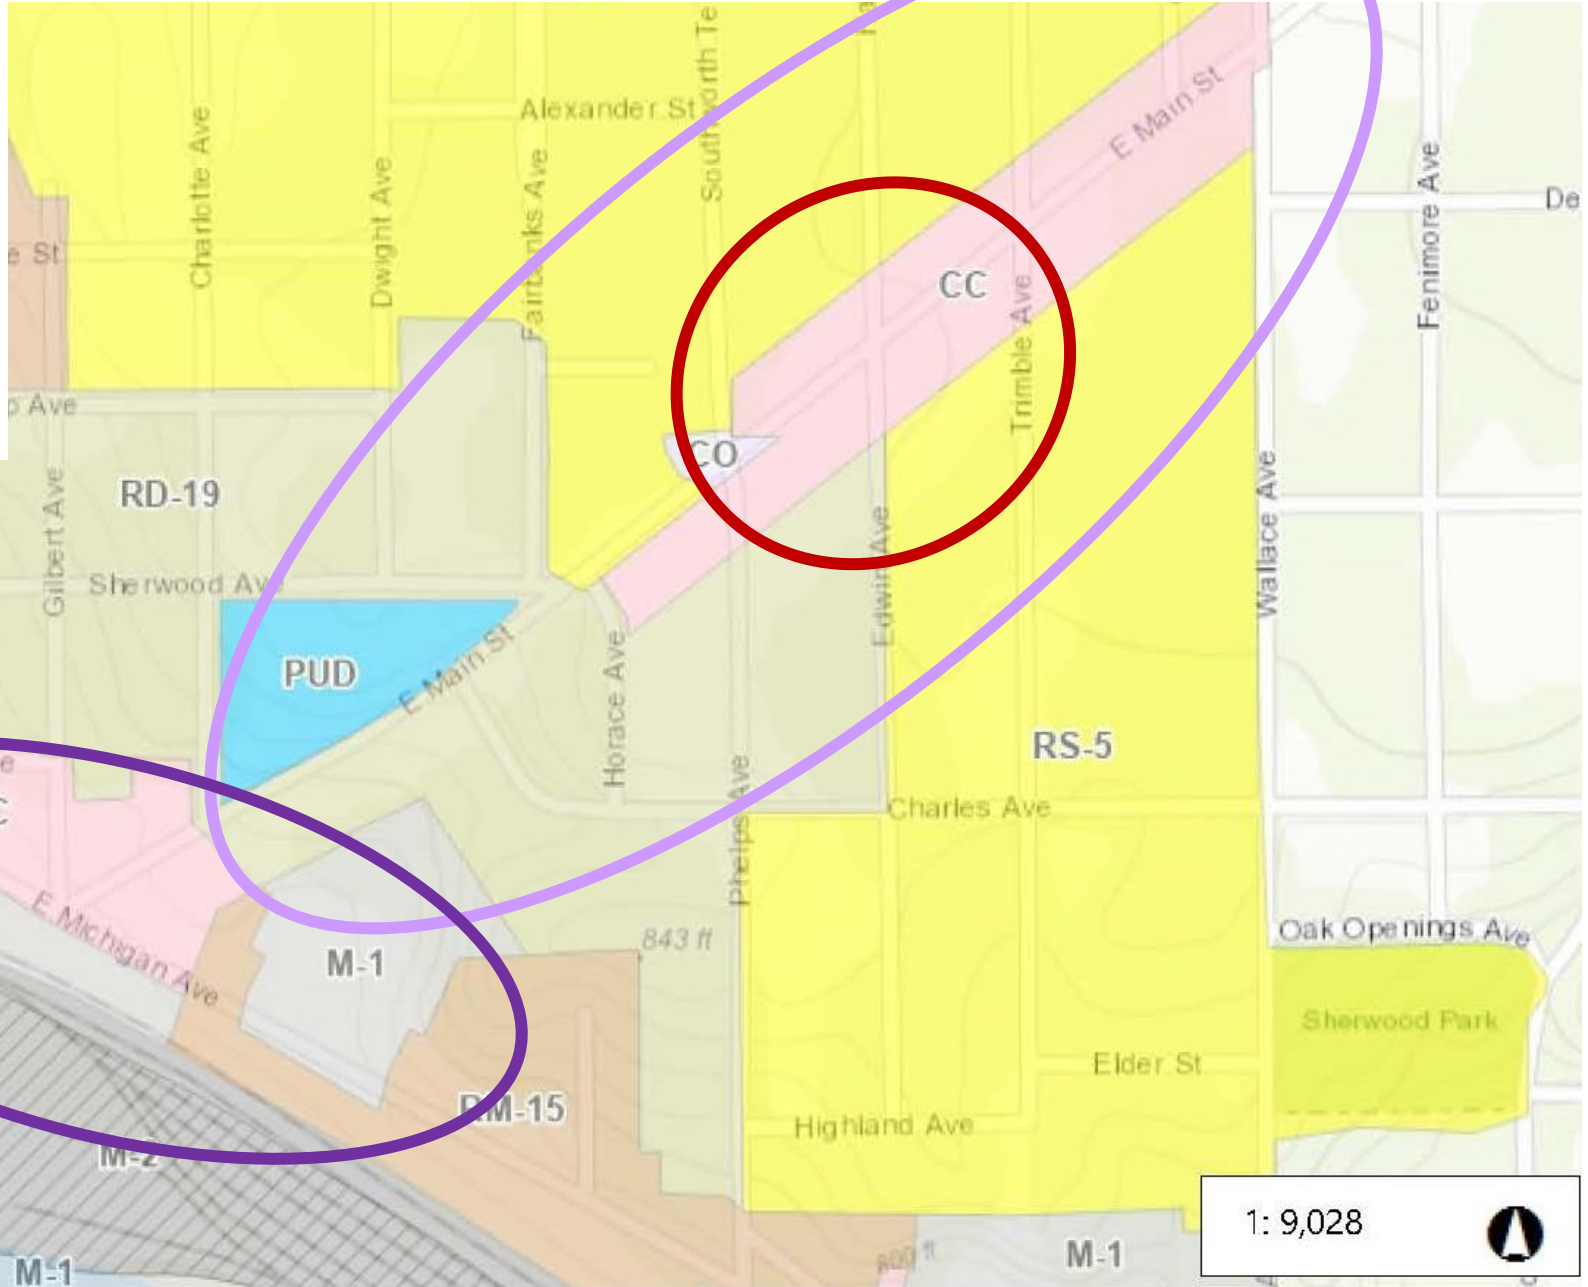 Alexander St
E Main St
Charlotte Ave
Dwight Ave
Fairbanks Ave
Fenimore Ave
De
e St
CC
Trimble Ave
Ave
CO
RD-19
Gilbert Ave
Sherwood Ave
Wallace Ave
Edwin Ave
PUD
E Main St
Horace Ave
RS-5
Phelps Ave
Charles Ave
E Michigan Ave
M-1
843 ft
Oak Openings Ave
Sherwood Park
Elder St
RM-15
Highland Ave
M-2
1: 9,028
M-1
M-1
800 ft